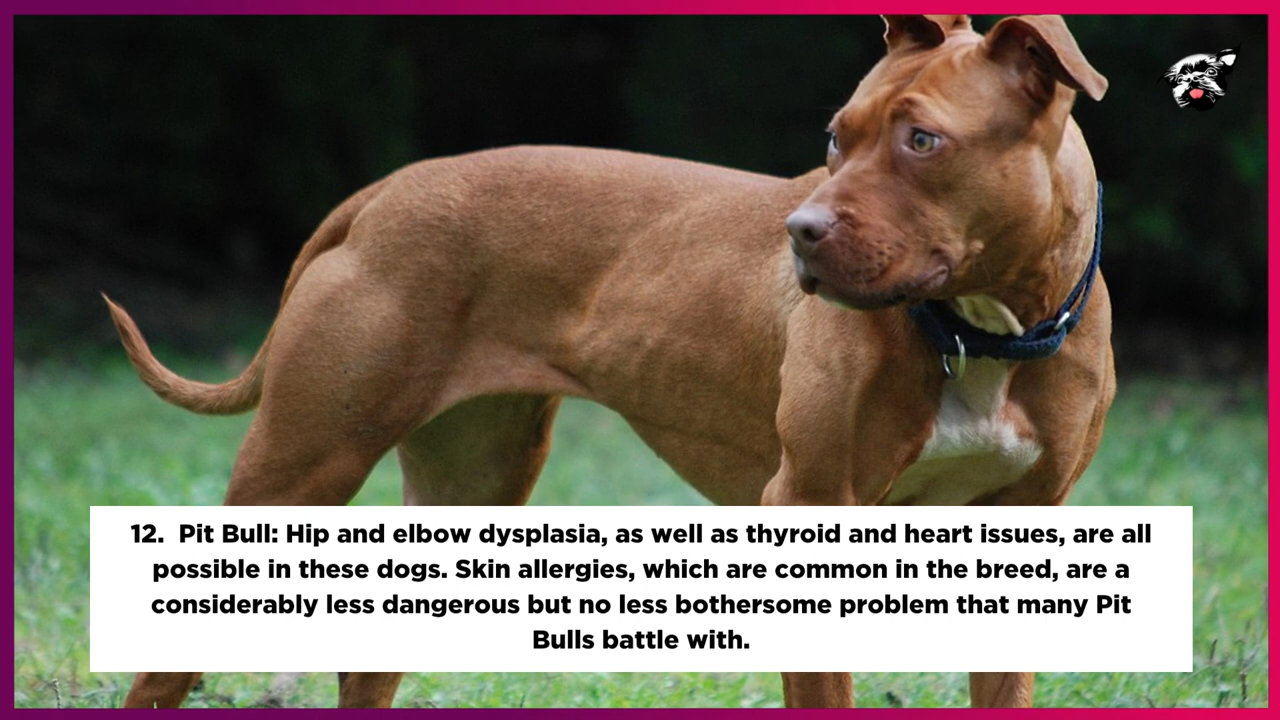 12.  Pit Bull: Hip and elbow dysplasia, as well as thyroid and heart issues, are all
possible in these dogs. Skin allergies, which are common in the breed, are a
considerably less dangerous but no less bothersome problem that many Pit
Bulls battle with.